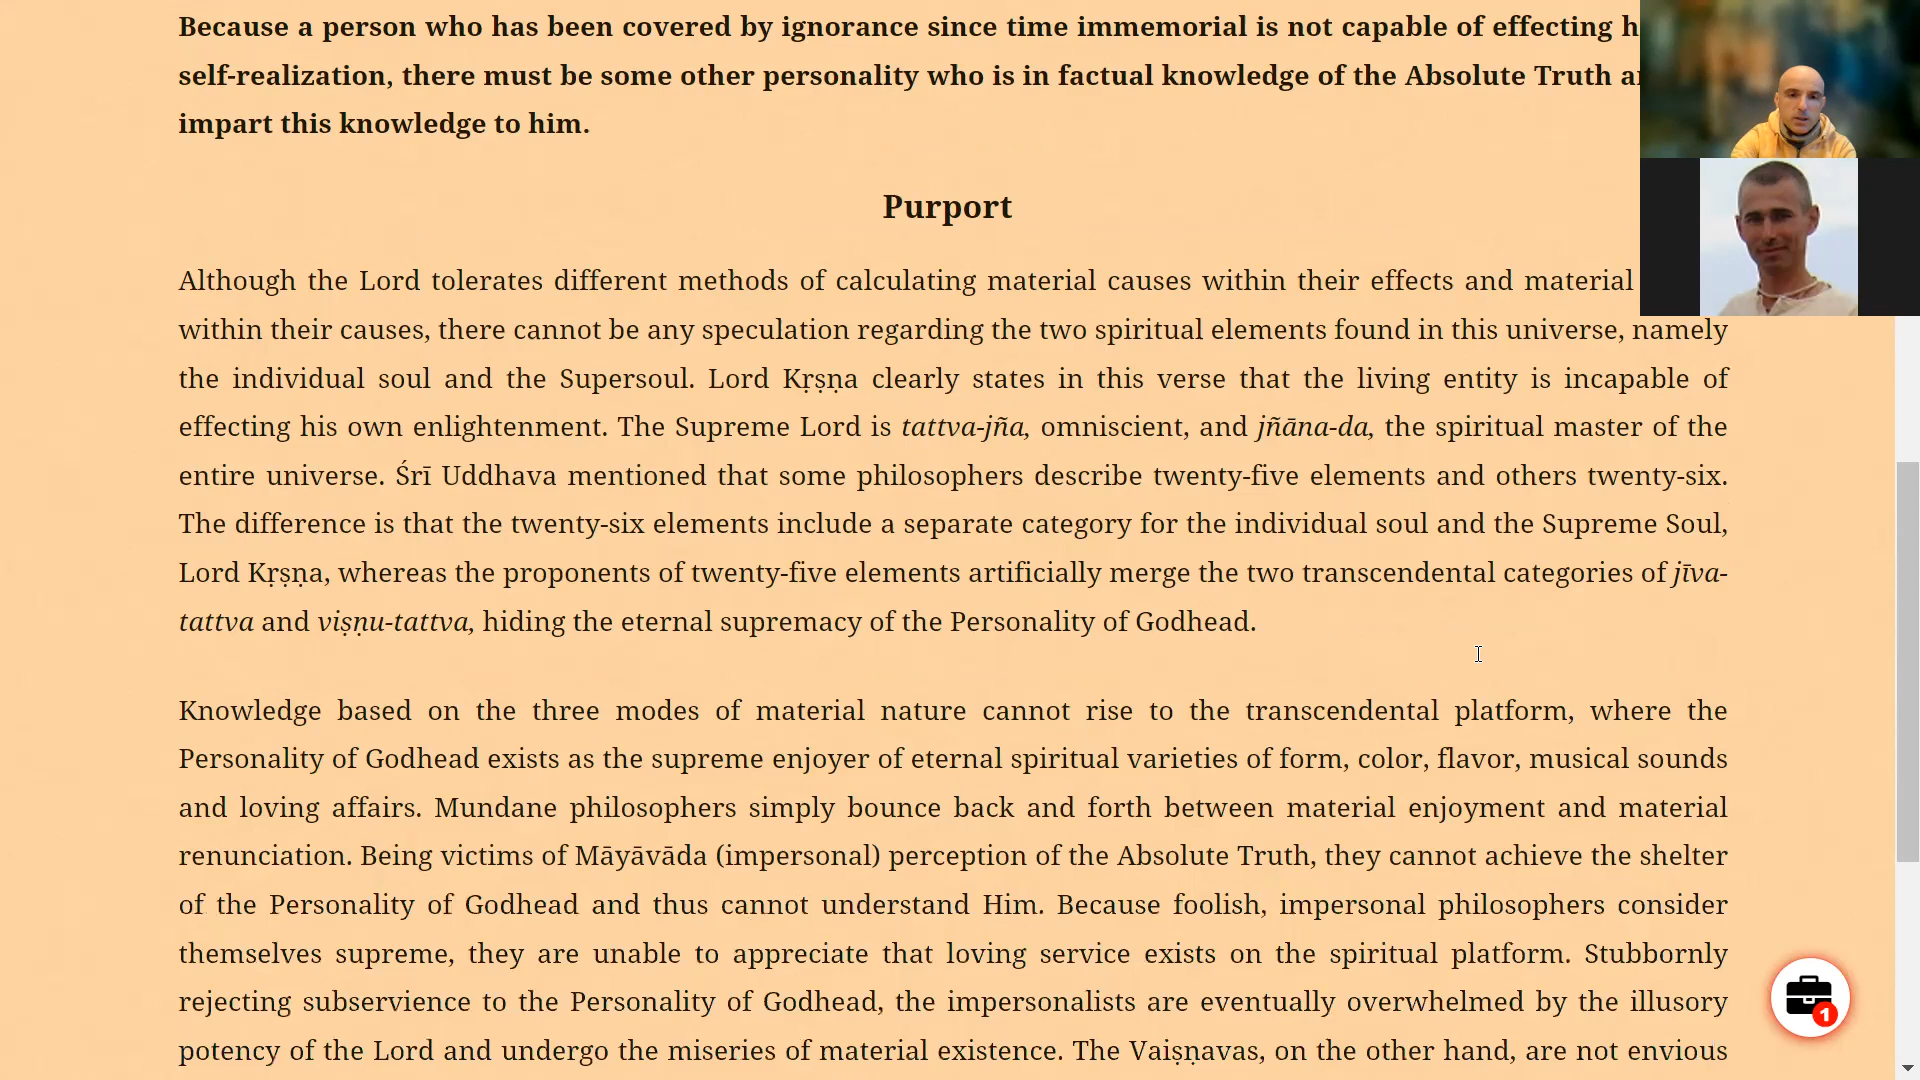 Because a person who has been covered by ignorance since time immemorial is not capable of effecting
self-realization, there must be some other personality who is in factual knowledge of the Absolute Truth
impart this knowledge to him.
Purport
Although the Lord tolerates different methods of calculating material causes within their effects and material
within their causes, there cannot be any speculation regarding the two spiritual elements found in this universe, namely
the individual soul and the Supersoul. Lord Kṛṣṇa clearly states in this verse that the living entity is incapable of
effecting his own enlightenment. The Supreme Lord is tattva-jña, omniscient, and jñāna-da, the spiritual master of the
entire universe. Śrī Uddhava mentioned that some philosophers describe twenty-five elements and others twenty-six.
The difference is that the twenty-six elements include a separate category for the individual soul and the Supreme Soul,
Lord Kṛṣṇa, whereas the proponents of twenty-five elements artificially merge the two transcendental categories of jīva-
tattva and viṣṇu-tattva, hiding the eternal supremacy of the Personality of Godhead.
Knowledge based on the three modes of material nature cannot rise to the transcendental platform, where the
Personality of Godhead exists as the supreme enjoyer of eternal spiritual varieties of form, color, flavor, musical sounds
and loving affairs. Mundane philosophers simply bounce back and forth between material enjoyment and material
renunciation. Being victims of Māyāvāda (impersonal) perception of the Absolute Truth, they cannot achieve the shelter
of the Personality of Godhead and thus cannot understand Him. Because foolish, impersonal philosophers consider
themselves supreme, they are unable to appreciate that loving service exists on the spiritual platform. Stubbornly
rejecting subservience to the Personality of Godhead, the impersonalists are eventually overwhelmed by the illusory
potency of the Lord and undergo the miseries of material existence. The Vaiṣṇavas, on the other hand, are not envious
1